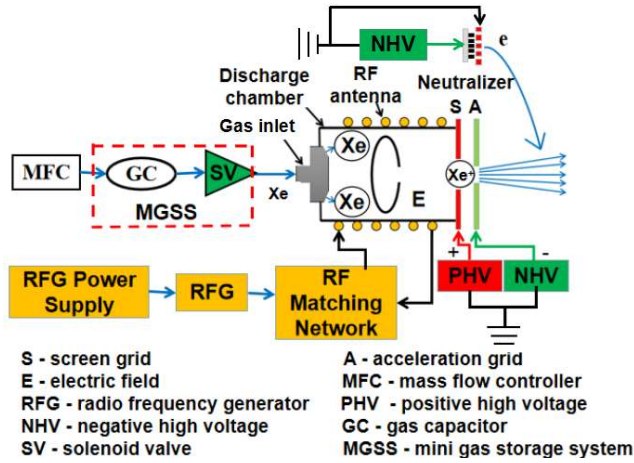 NHV
e
Neutralizer
Discharge
chamber
RF
antenna
Gas inlet
S A
MFC
GC
SV
MGSS
Xe
Xe
Xe
E
Xe+
+
-
PHV
NHV
RFG Power
Supply
RFG
RF
Matching
Network
S - screen grid
E - electric field
RFG - radio frequency generator
NHV - negative high voltage
SV - solenoid valve
A - acceleration grid
MFC - mass flow controller
PHV - positive high voltage
GC - gas capacitor
MGSS- mini gas storage system